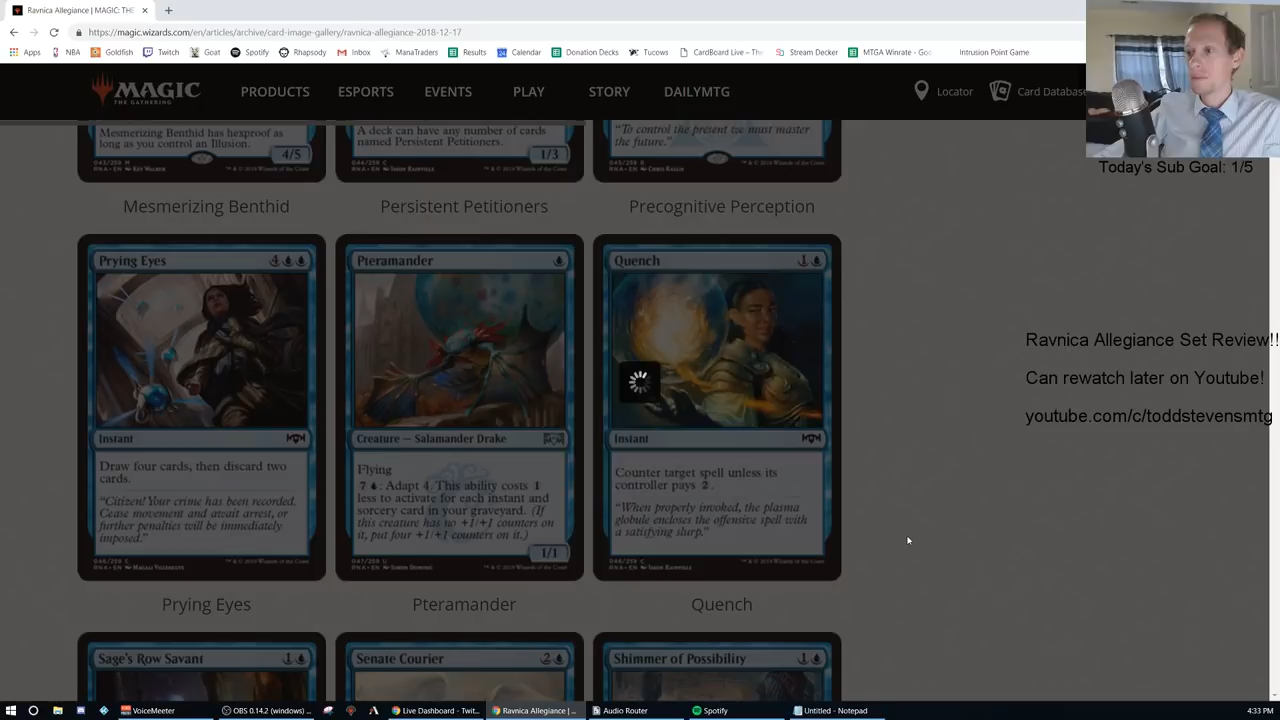 Ravnica Allegiance | MAGIC: THE
https://magic.wizards.com/en/articles/archive/card-image-gallery/ravnica-allegiance-2018-12-17
Apps NBA Goldfish Twitch Goat Spotify Rhapsody Inbox ManaTraders Results Calendar Donation Decks Tucows CardBoard Live – The... Stream Decker MTGA Winrate - Goo Intrusion Point Game
MAGIC
THE GATHERING
PRODUCTS ESPORTS EVENTS PLAY STORY DAILYMTG Locator Card Database
Today's Sub Goal: 1/5
Mesmerizing Benthid has hexproof as
long as you control an Illusion.
4/5
A deck can have any number of cards
named Persistent Petitioners.
1/3
"To control the present we must master
the future."
Mesmerizing Benthid Persistent Petitioners Precognitive Perception
Prying Eyes 4
Instant
Draw four cards, then discard two
cards.
"Citizen! Your crime has been recorded.
Cease movement and await arrest, or
further penalties will be immediately
imposed."
Pteramander
Creature — Salamander Drake
Flying
7 : Adapt 4. This ability costs 1
less to activate for each instant and
sorcery card in your graveyard. (If
this creature has no +1/+1 counters on
it, put four +1/+1 counters on it.)
1/1
Quench 1
Instant
Counter target spell unless its
controller pays 2.
"When properly invoked, the plasma
globule encloses the offensive spell with
a satisfying slurp."
Prying Eyes Pteramander Quench
Sage's Row Savant 1
Senate Courier 2
Shimmer of Possibility 1
Ravnica Allegiance Set Review!!
Can rewatch later on Youtube!
youtube.com/c/toddstevensmtg
VoiceMeeter OBS 0.14.2 (windows) ... Live Dashboard - Twit... Ravnica Allegiance | ... Audio Router Spotify Untitled - Notepad 4:33 PM